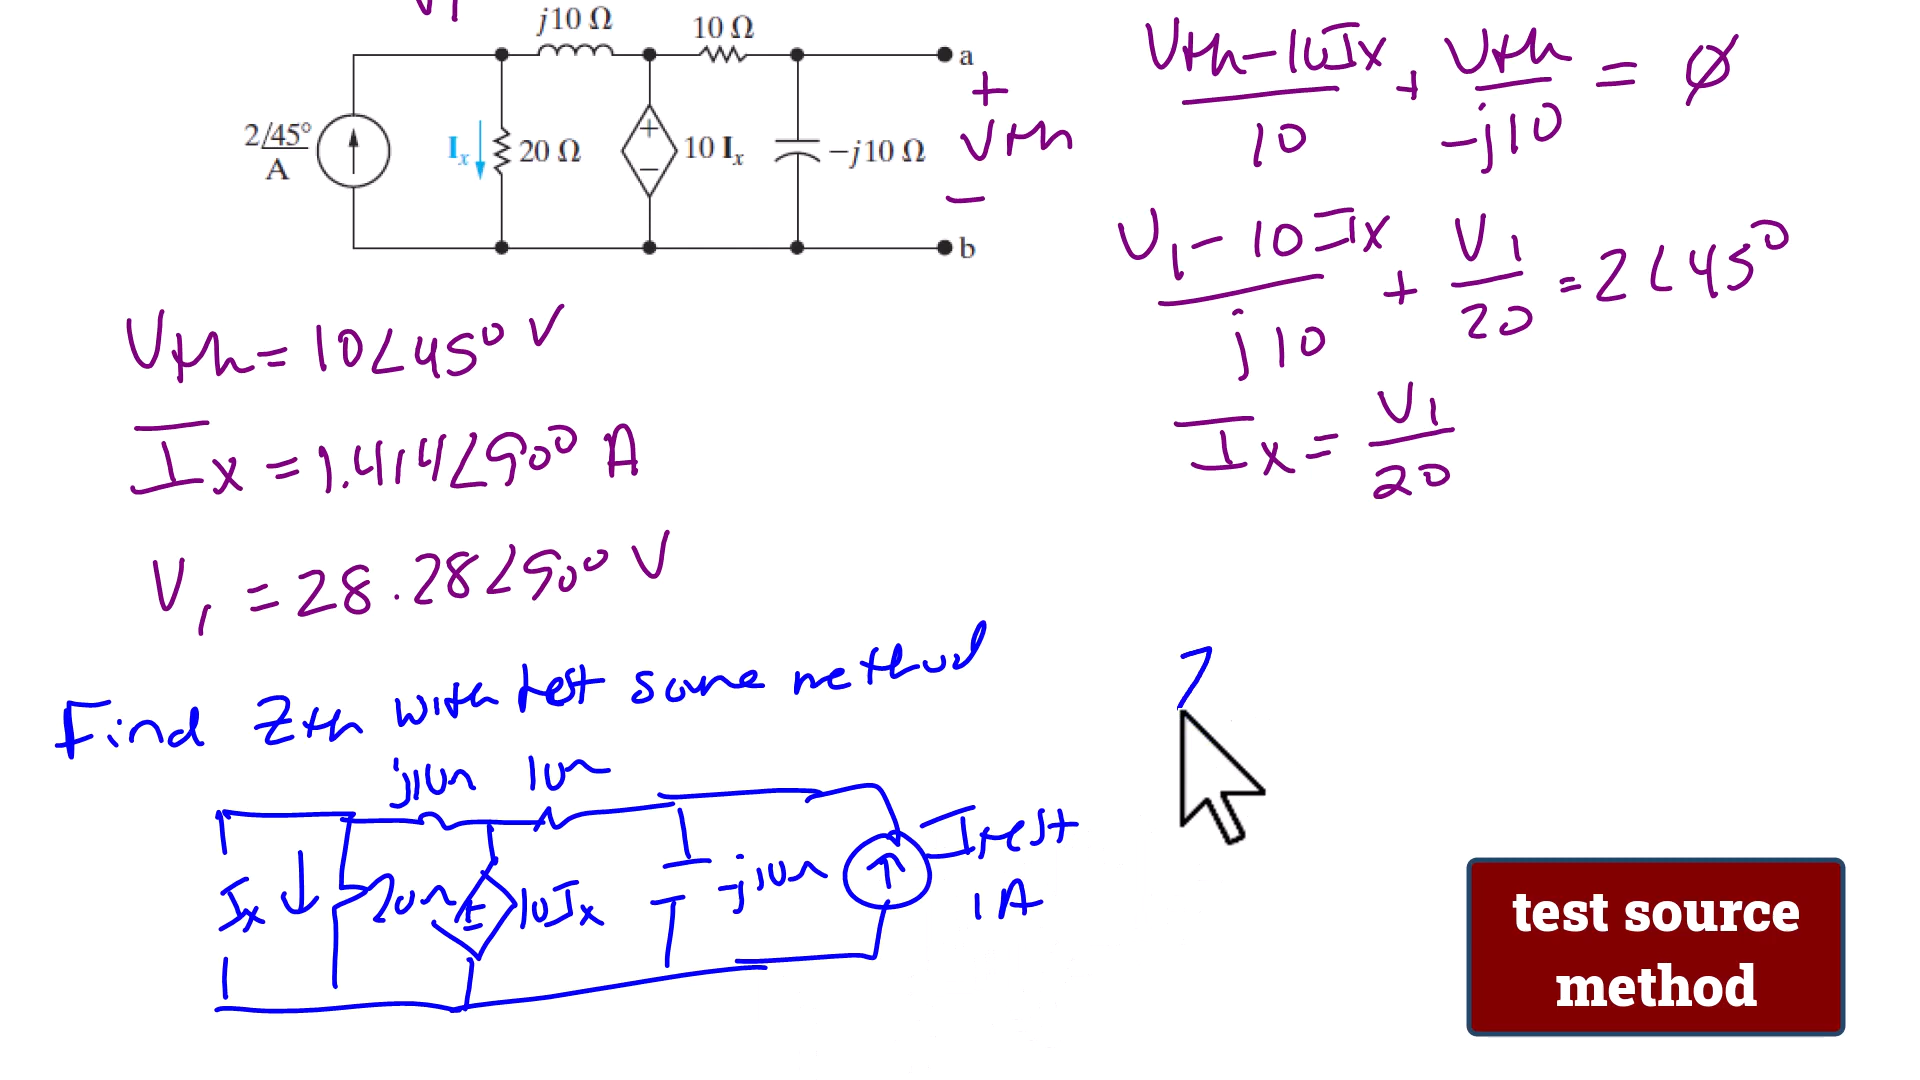 V1
j10 Ω
10 Ω
a
+
Vth
−
2/45°
A
Ix
20 Ω
+
−
10 Ix
−j10 Ω
b
Vth−10Ix/10 + Vth/−j10 = ∅
V1−10Ix/j10 + V1/20 = 2∠45°
Ix = V1/20
Vth = 10∠45° V
Ix = 1.414∠90° A
V1 = 28.28∠90° V
Find Zth with test source method
j10Ω 10Ω
Ix 20Ω ± 10Ix −j10Ω Itest
1A
test source
method